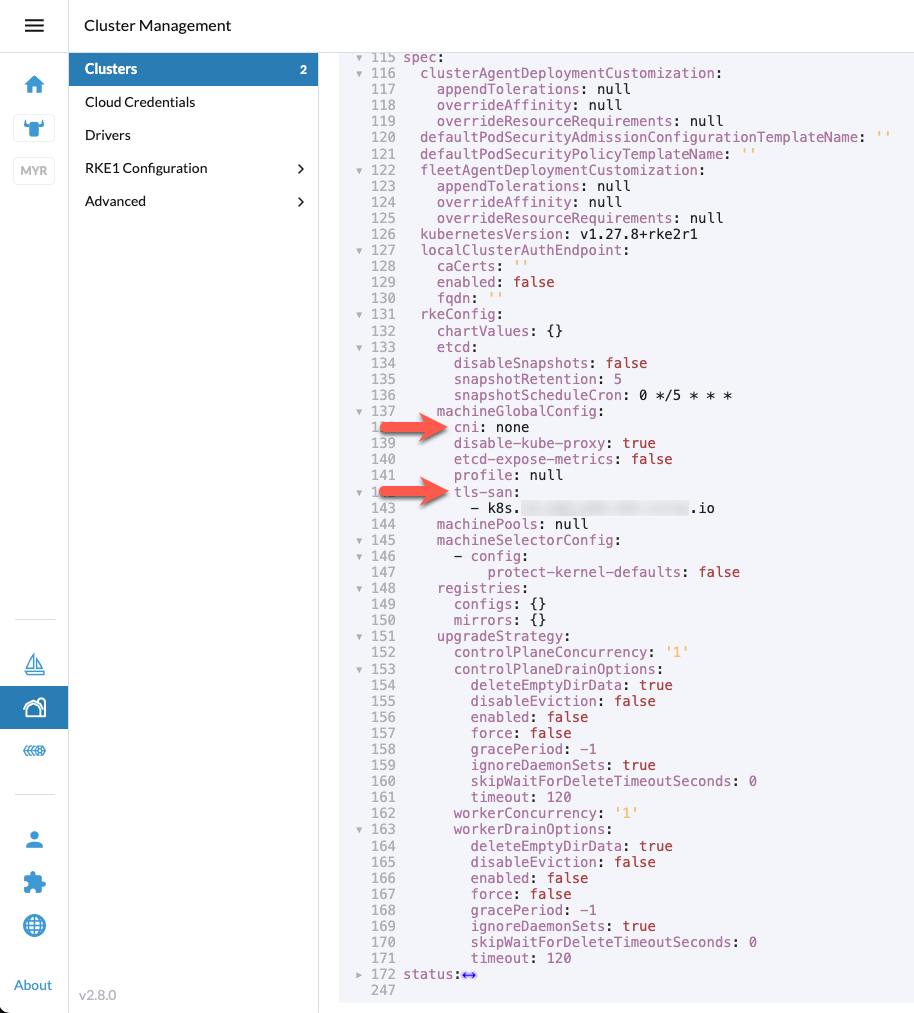 Cluster Management
Clusters 2
Cloud Credentials
Drivers
RKE1 Configuration
Advanced
MYR
About
v2.8.0
115 spec:
116 clusterAgentDeploymentCustomization:
117 appendTolerations: null
118 overrideAffinity: null
119 overrideResourceRequirements: null
120 defaultPodSecurityAdmissionConfigurationTemplateName: ''
121 defaultPodSecurityPolicyTemplateName: ''
122 fleetAgentDeploymentCustomization:
123 appendTolerations: null
124 overrideAffinity: null
125 overrideResourceRequirements: null
126 kubernetesVersion: v1.27.8+rke2r1
127 localClusterAuthEndpoint:
128 caCerts: ''
129 enabled: false
130 fqdn: ''
131 rkeConfig:
132 chartValues: {}
133 etcd:
134 disableSnapshots: false
135 snapshotRetention: 5
136 snapshotScheduleCron: 0 */5 * * *
137 machineGlobalConfig:
cni: none
139 disable-kube-proxy: true
140 etcd-expose-metrics: false
141 profile: null
tls-san:
143 - k8s. .io
144 machinePools: null
145 machineSelectorConfig:
146 - config:
147 protect-kernel-defaults: false
148 registries:
149 configs: {}
150 mirrors: {}
151 upgradeStrategy:
152 controlPlaneConcurrency: '1'
153 controlPlaneDrainOptions:
154 deleteEmptyDirData: true
155 disableEviction: false
156 enabled: false
157 force: false
158 gracePeriod: -1
159 ignoreDaemonSets: true
160 skipWaitForDeleteTimeoutSeconds: 0
161 timeout: 120
162 workerConcurrency: '1'
163 workerDrainOptions:
164 deleteEmptyDirData: true
165 disableEviction: false
166 enabled: false
167 force: false
168 gracePeriod: -1
169 ignoreDaemonSets: true
170 skipWaitForDeleteTimeoutSeconds: 0
171 timeout: 120
172 status:↔
247